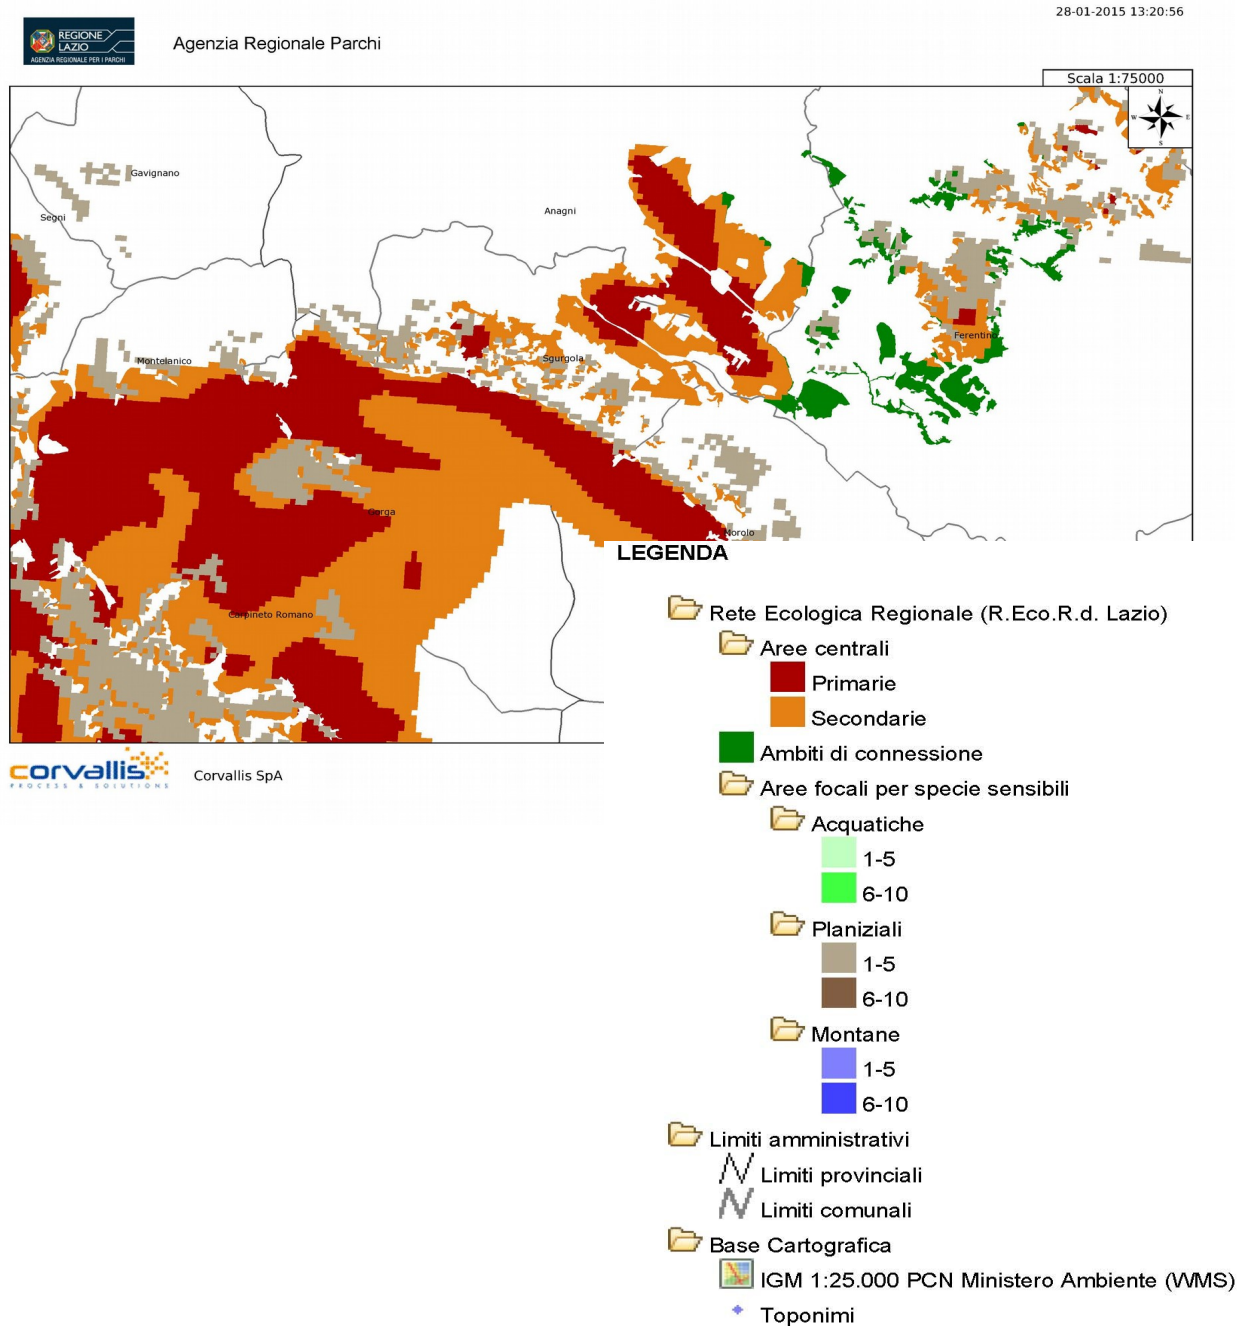 28-01-2015 13:20:56
REGIONE
LAZIO
AGENZIA REGIONALE PER I PARCHI
Agenzia Regionale Parchi
Scala 1:75000
N
W
E
S
Gavignano
Segni
Anagni
Ferentino
Montelanico
Sgurgola
Gorga
Morolo
Carpineto Romano
LEGENDA
Rete Ecologica Regionale (R.Eco.R.d. Lazio)
Aree centrali
Primarie
Secondarie
Ambiti di connessione
Aree focali per specie sensibili
Acquatiche
1-5
6-10
Planiziali
1-5
6-10
Montane
1-5
6-10
Limiti amministrativi
Limiti provinciali
Limiti comunali
Base Cartografica
IGM 1:25.000 PCN Ministero Ambiente (WMS)
Toponimi
corvallis
PROCESS & SOLUTIONS
Corvallis SpA